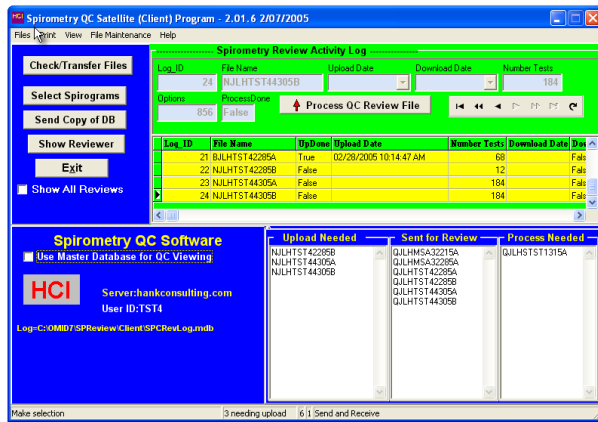 HCI Spirometry QC Satellite (Client) Program - 2.01.6 2/07/2005
Files Print View File Maintenance Help
Check/Transfer Files
Select Spirograms
Send Copy of DB
Show Reviewer
Exit
Show All Reviews
Spirometry Review Activity Log
Log_ID File Name Upload Date Download Date Number Tests
24 NJLHTST44305B 184
Options ProcessDone
856 False Process QC Review File
Log_ID File Name UpDone Upload Date Number Tests Download Date Dow
21 BJLHTST42285A True 02/28/2005 10:14:47 AM 68 Fals
22 NJLHTST42285B False 12 Fals
23 NJLHTST44305A False 184 Fals
24 NJLHTST44305B False 184 Fals
Spirometry QC Software
Use Master Database for QC Viewing
HCI
Server:hankconsulting.com
User ID:TST4
Log=C:\OMID7\SPReview\Client\SPCRevLog.mdb
Upload Needed
NJLHTST42285B
NJLHTST44305A
NJLHTST44305B
Sent for Review
QJLHMSA32215A
QJLHMSA32285A
QJLHTST42285A
QJLHTST42285B
QJLHTST44305A
QJLHTST44305B
Process Needed
QJLHSTST1315A
Make selection 3 needing upload 6 1 Send and Receive